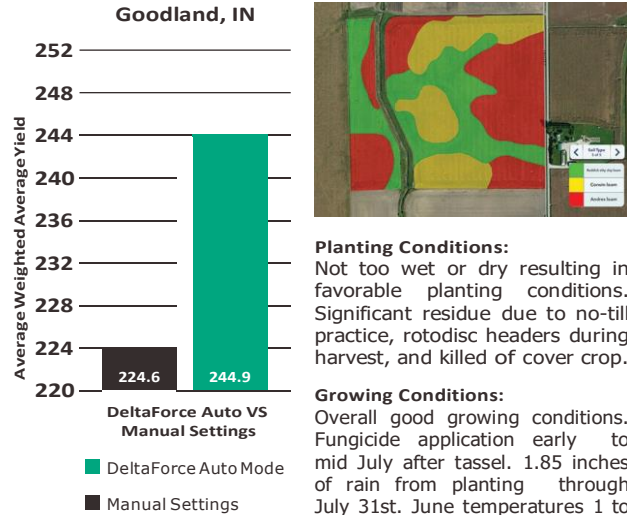 Goodland, IN
252
248
244
240
236
232
228
224
220
Average Weighted Average Yield
224.6
244.9
DeltaForce Auto VS
Manual Settings
DeltaForce Auto Mode
Manual Settings
Soil Type
Corwin loam
Andres loam
Planting Conditions:
Not too wet or dry resulting in
favorable planting conditions.
Significant residue due to no-till
practice, rotodisc headers during
harvest, and killed of cover crop.
Growing Conditions:
Overall good growing conditions.
Fungicide application early to
mid July after tassel. 1.85 inches
of rain from planting through
July 31st. June temperatures 1 to